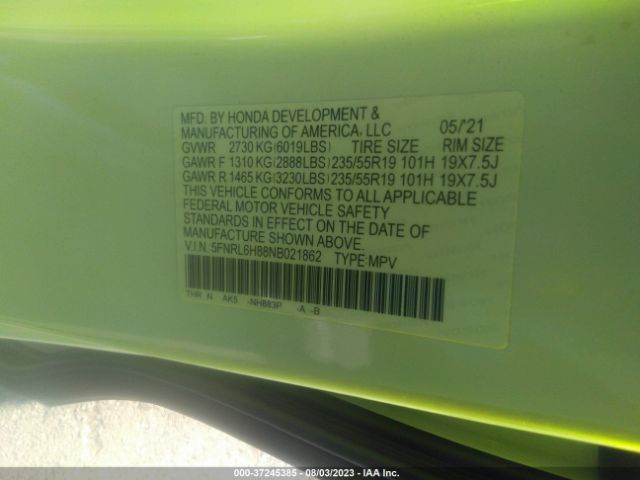 MFD. BY HONDA DEVELOPMENT &
MANUFACTURING OF AMERICA, LLC 05/'21
GVWR 2730 KG (6019LBS) TIRE SIZE RIM SIZE
GAWR F 1310 KG (2888LBS) 235/55R19 101H 19X7.5J
GAWR R 1465 KG (3230LBS) 235/55R19 101H 19X7.5J
THIS VEHICLE CONFORMS TO ALL APPLICABLE
FEDERAL MOTOR VEHICLE SAFETY
STANDARDS IN EFFECT ON THE DATE OF
MANUFACTURE SHOWN ABOVE.
V.I.N. 5FNRL6H88NB021862 TYPE:MPV
THR N AK5 -NH883P -A -B
000-37245385 - 08/03/2023 - IAA Inc.